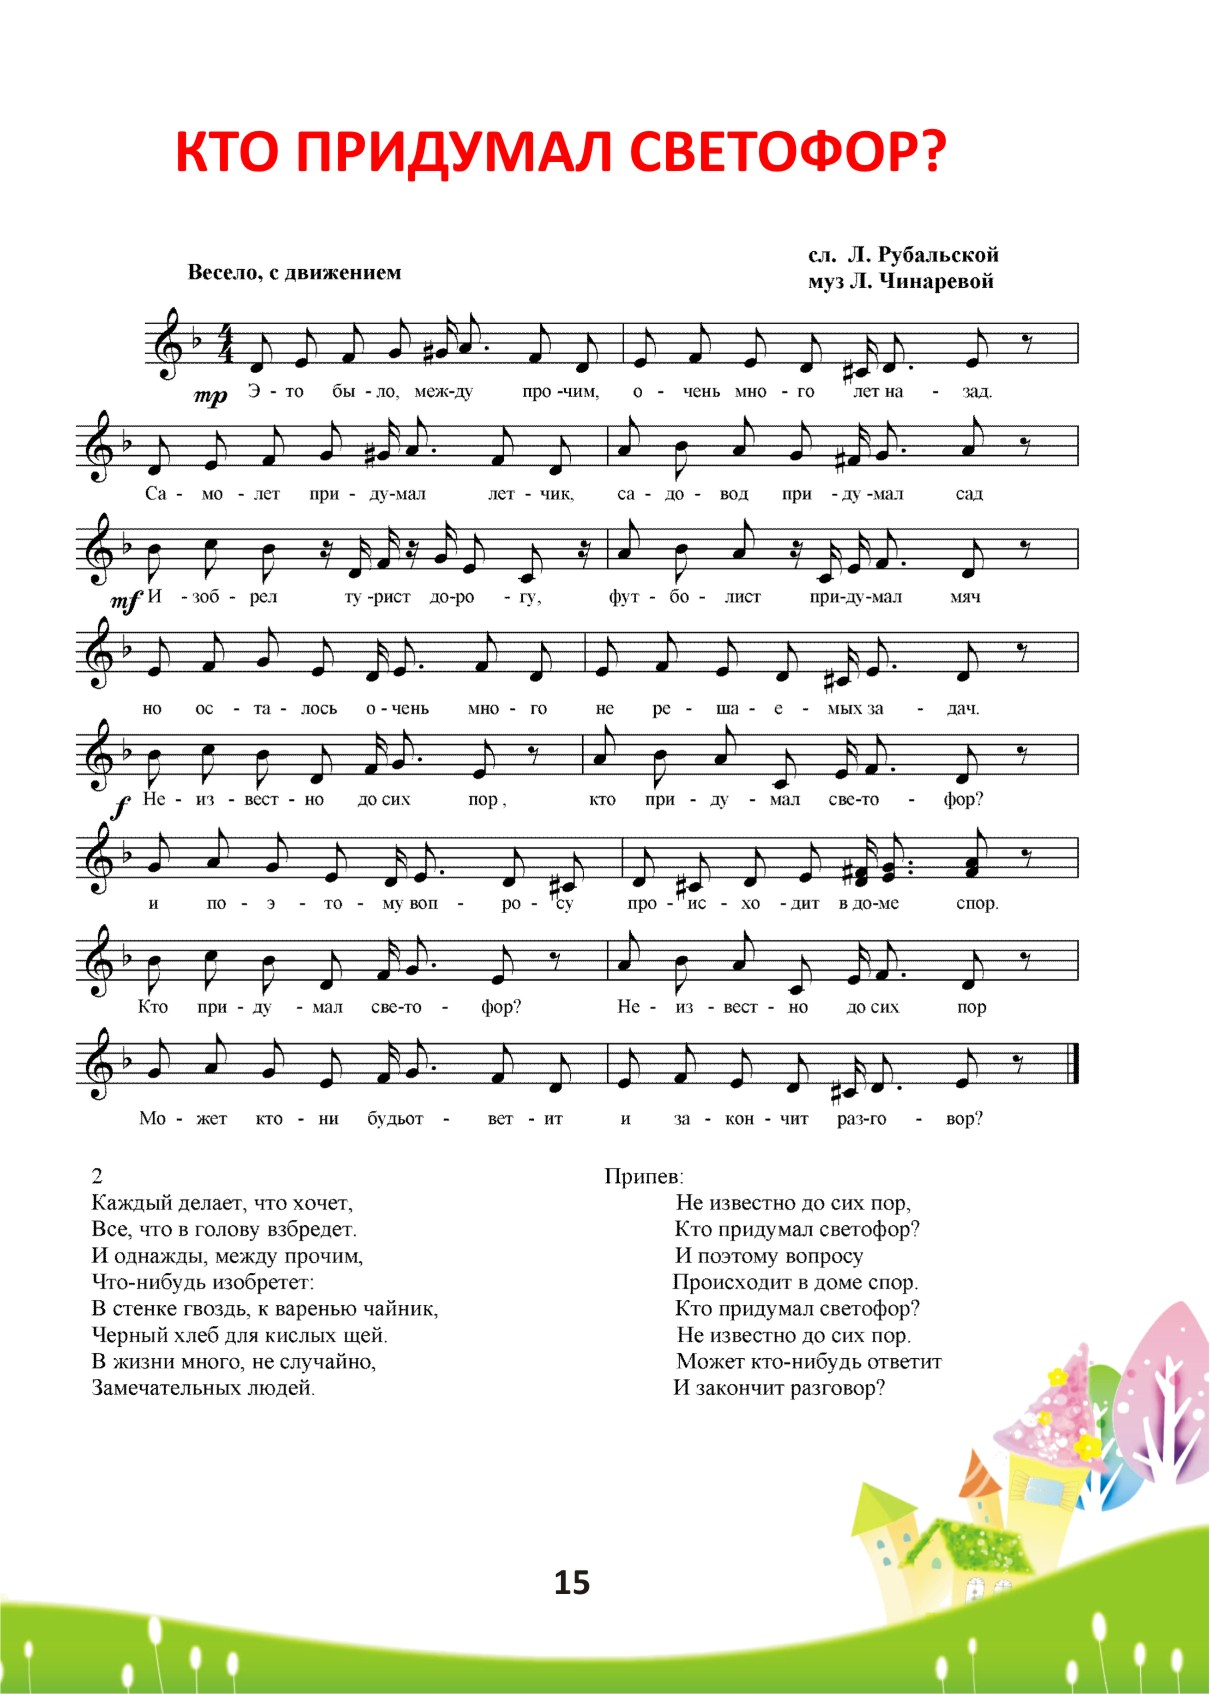 КТО ПРИДУМАЛ СВЕТОФОР?
сл. Л. Рубальской
Весело, с движением
муз Л. Чинаревой
mp Э - то бы - ло, меж-ду про -чим, о - чень мно - го лет на - зад.
Са - мо - лет при - ду-мал лет - чик, са - до - вод при - ду -мал сад
mf И - зоб - рел ту -рист до-ро - гу, фут - бо - лист при-ду-мал мяч
но ос - та - лось о -чень мно - го не ре - ша - е - мых за - дач.
f Не - из - вест - но до сих пор , кто при - ду - мал све-то - фор?
и по - э - то - му воп - ро - су про - ис - хо - дит в до-ме спор.
Кто при - ду - мал све-то - фор? Не - из - вест - но до сих пор
Мо - жет кто - ни будьот - вет - ит и за - кон - чит раз-го - вор?
2
Каждый делает, что хочет,
Все, что в голову взбредет.
И однажды, между прочим,
Что-нибудь изобретет:
В стенке гвоздь, к варенью чайник,
Черный хлеб для кислых щей.
В жизни много, не случайно,
Замечательных людей.
Припев:
Не известно до сих пор,
Кто придумал светофор?
И поэтому вопросу
Происходит в доме спор.
Кто придумал светофор?
Не известно до сих пор.
Может кто-нибудь ответит
И закончит разговор?
15